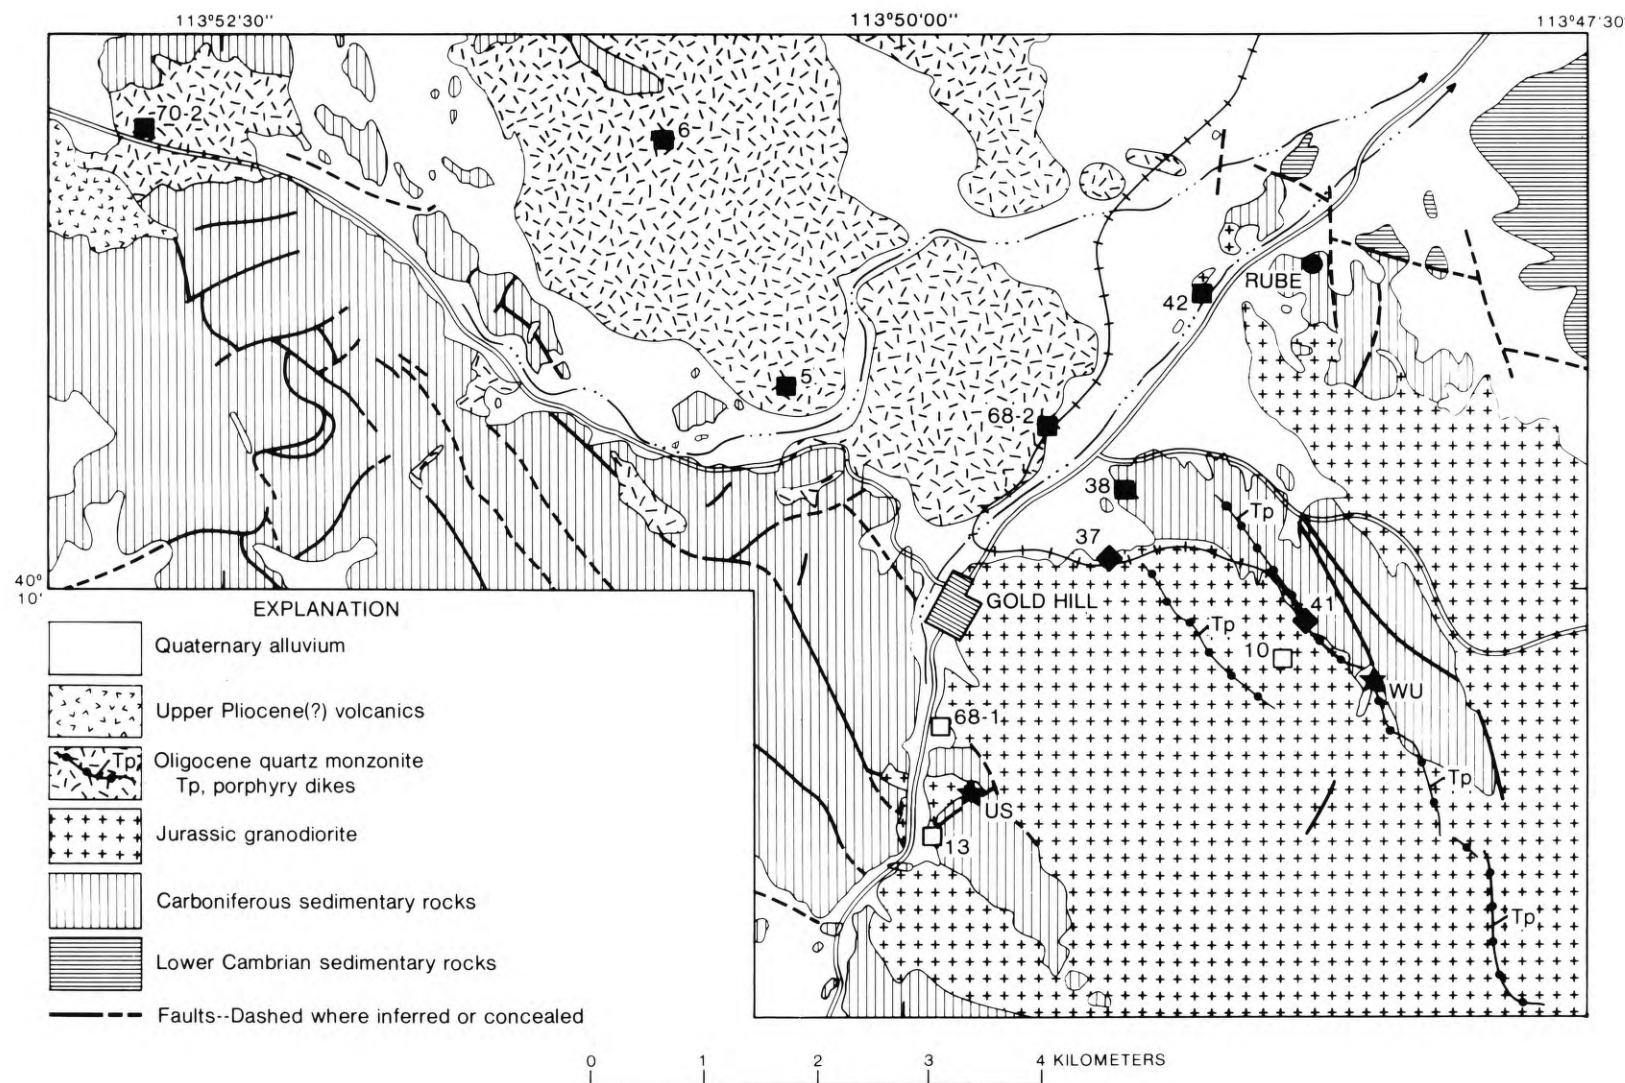 113°52'30"
113°50'00"
113°47'30"
70-2
6
RUBE
42
5
68-2
38
Tp
37
40°
10'
GOLD HILL
41
Tp
10
WU
68-1
Tp
US
13
Tp
EXPLANATION
Quaternary alluvium
Upper Pliocene(?) volcanics
Tp
Oligocene quartz monzonite
Tp, porphyry dikes
Jurassic granodiorite
Carboniferous sedimentary rocks
Lower Cambrian sedimentary rocks
Faults--Dashed where inferred or concealed
0 1 2 3 4 KILOMETERS